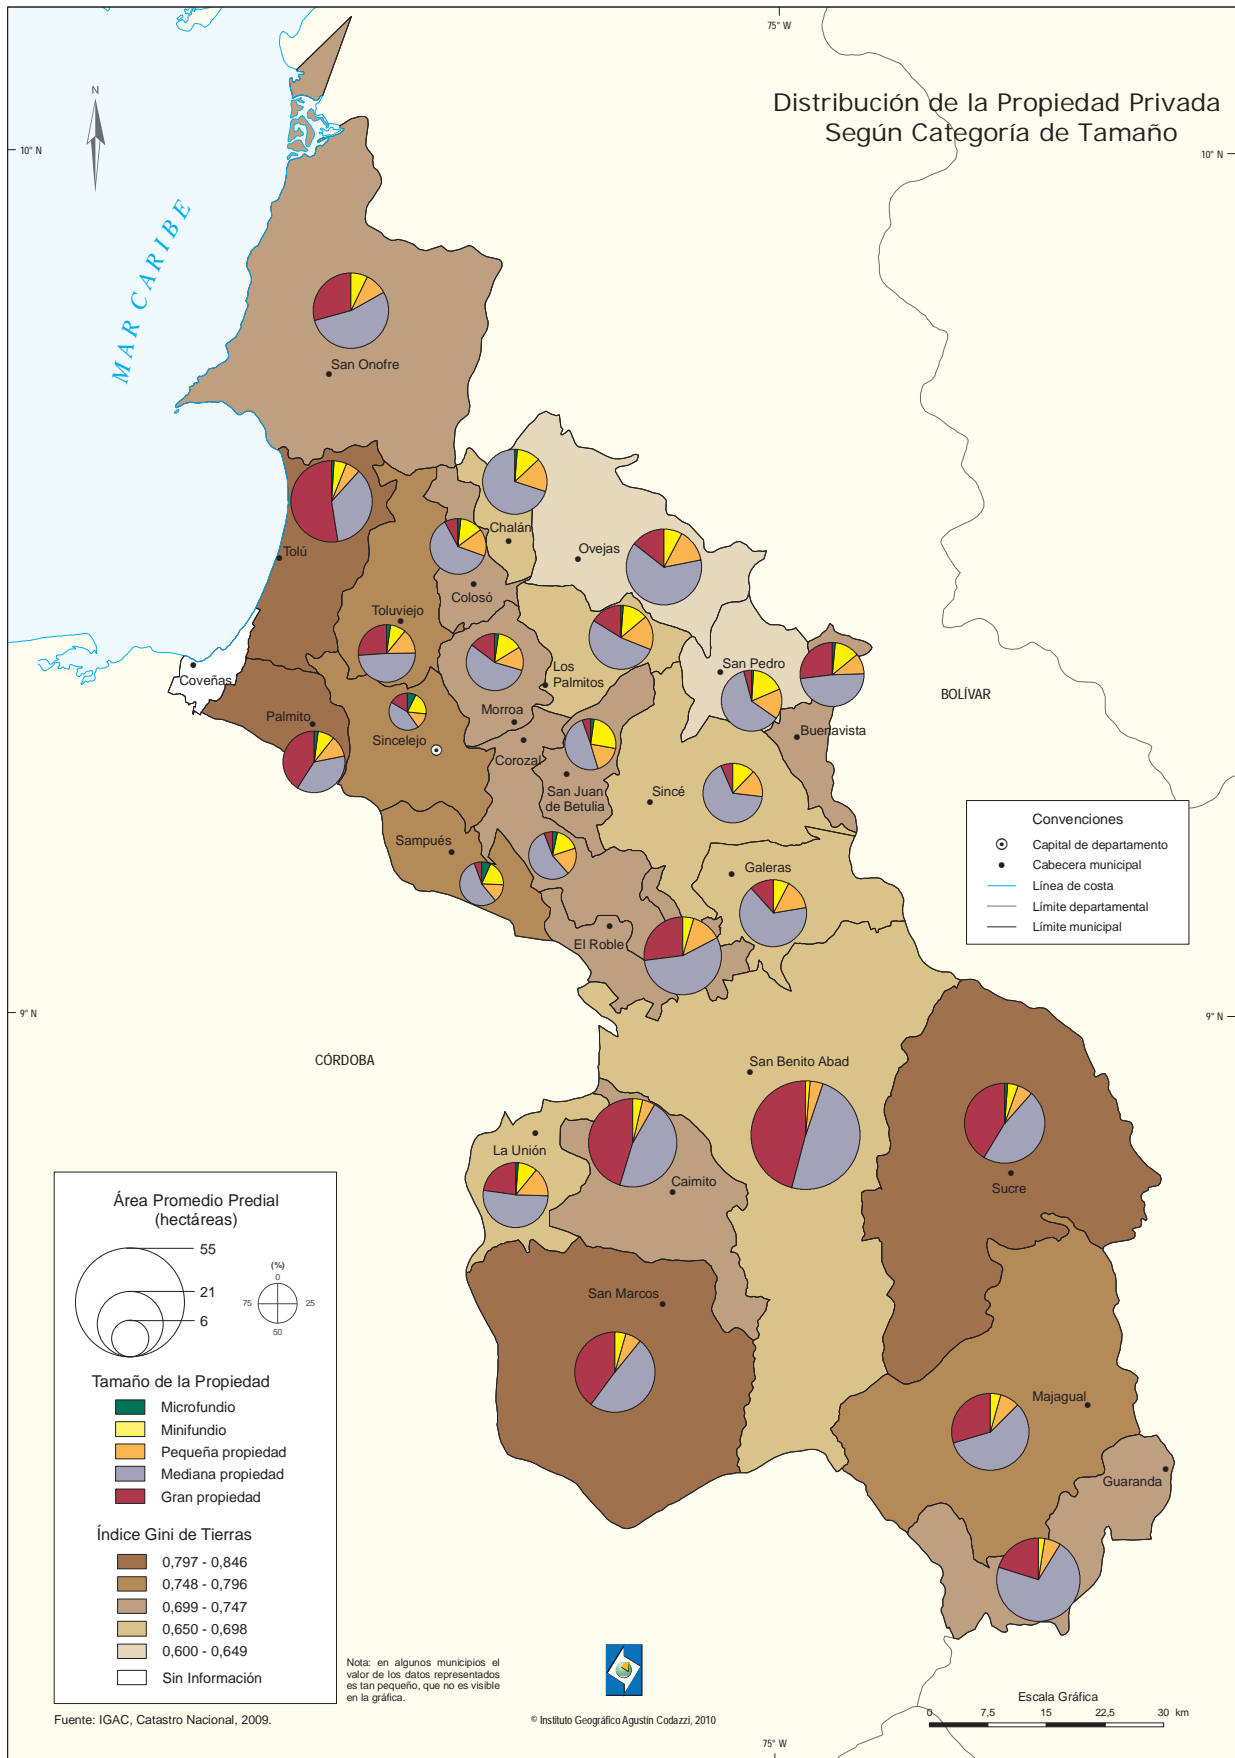 75° W
Distribución de la Propiedad Privada
Según Categoría de Tamaño
N
10° N
10° N
MAR CARIBE
San Onofre
Chalán
Ovejas
Tolú
Colosó
Toluviejo
San Pedro
Los
Palmitos
Coveñas
BOLÍVAR
Palmito
Morroa
Buenavista
Sincelejo
Corozal
San Juan
de Betulia
Sincé
Sampués
Galeras
El Roble
Convenciones
Capital de departamento
Cabecera municipal
Línea de costa
Límite departamental
Límite municipal
9° N
9° N
CÓRDOBA
San Benito Abad
La Unión
Caimito
Sucre
San Marcos
Majagual
Guaranda
Área Promedio Predial
(hectáreas)
55
21
6
(%)
0
75
25
50
Tamaño de la Propiedad
Microfundio
Minifundio
Pequeña propiedad
Mediana propiedad
Gran propiedad
Índice Gini de Tierras
0,797 - 0,846
0,748 - 0,796
0,699 - 0,747
0,650 - 0,698
0,600 - 0,649
Sin Información
Nota: en algunos municipios el
valor de los datos representados
es tan pequeño, que no es visible
en la gráfica.
Fuente: IGAC, Catastro Nacional, 2009.
© Instituto Geográfico Agustín Codazzi, 2010
Escala Gráfica
0 7,5 15 22,5 30 km
75° W